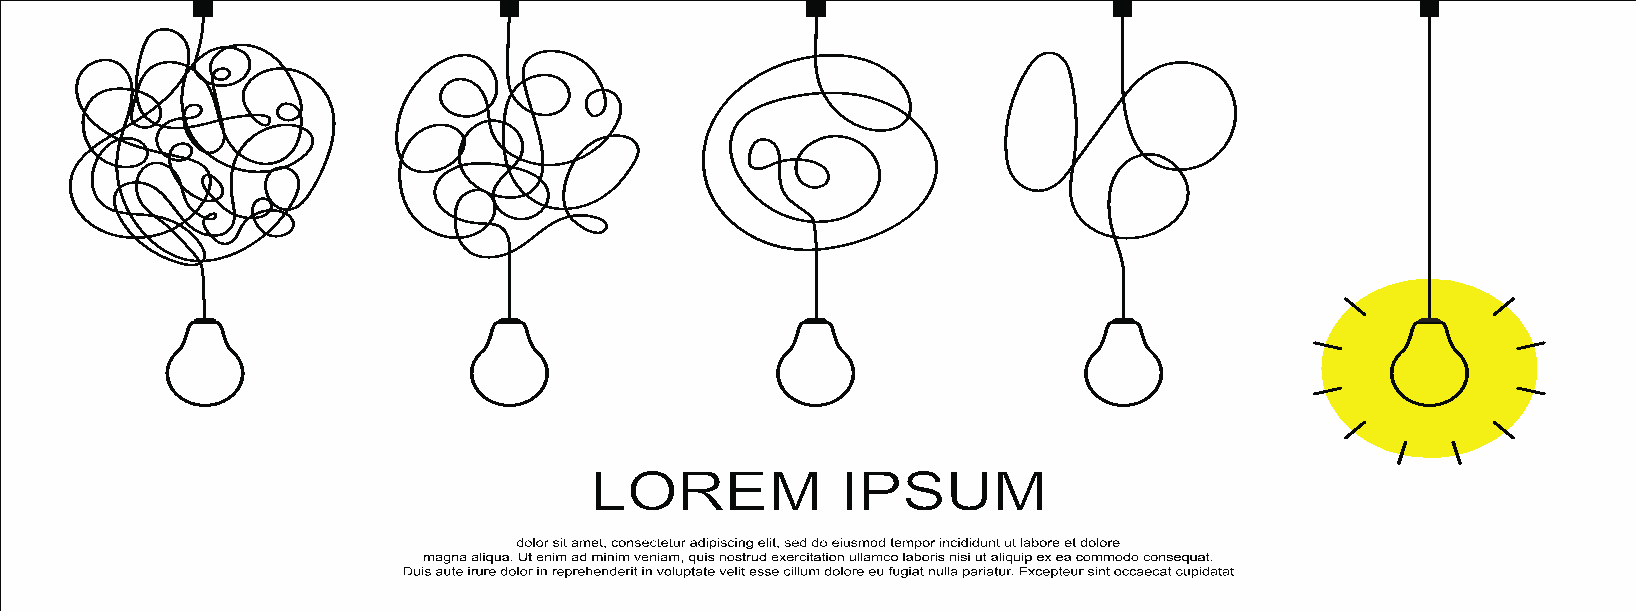 LOREM IPSUM
dolor sit amet, consectetur adipiscing elit, sed do eiusmod tempor incididunt ut labore et dolore
magna aliqua. Ut enim ad minim veniam, quis nostrud exercitation ullamco laboris nisi ut aliquip ex ea commodo consequat.
Duis aute irure dolor in reprehenderit in voluptate velit esse cillum dolore eu fugiat nulla pariatur. Excepteur sint occaecat cupidatat